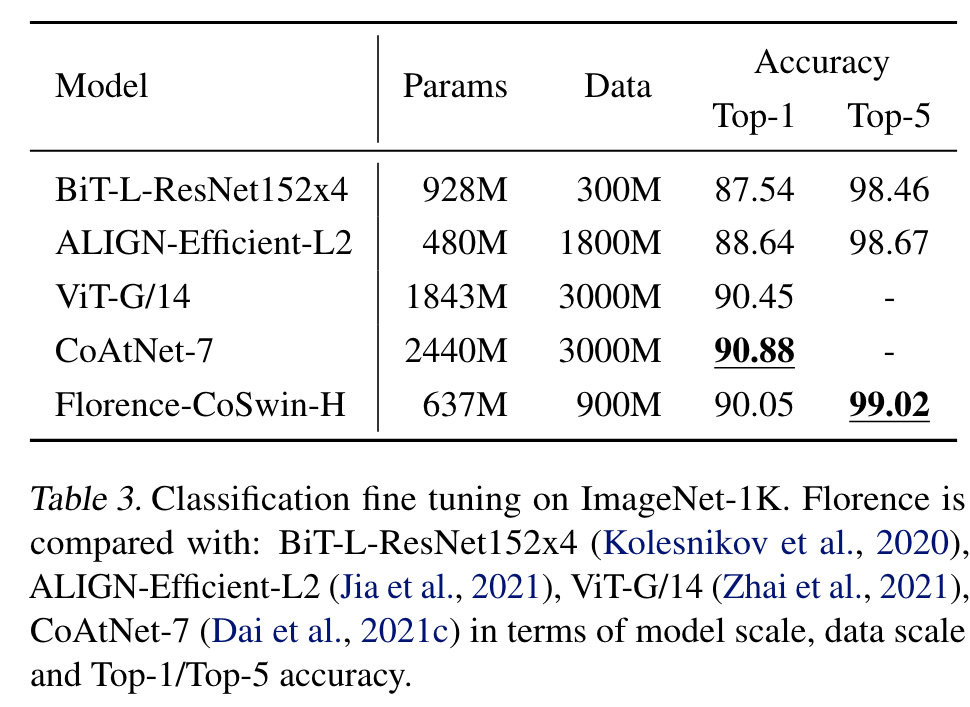 Model Params Data Accuracy
Top-1 Top-5
BiT-L-ResNet152x4 928M 300M 87.54 98.46
ALIGN-Efficient-L2 480M 1800M 88.64 98.67
ViT-G/14 1843M 3000M 90.45 -
CoAtNet-7 2440M 3000M 90.88 -
Florence-CoSwin-H 637M 900M 90.05 99.02
Table 3. Classification fine tuning on ImageNet-1K. Florence is
compared with: BiT-L-ResNet152x4 (Kolesnikov et al., 2020),
ALIGN-Efficient-L2 (Jia et al., 2021), ViT-G/14 (Zhai et al., 2021),
CoAtNet-7 (Dai et al., 2021c) in terms of model scale, data scale
and Top-1/Top-5 accuracy.